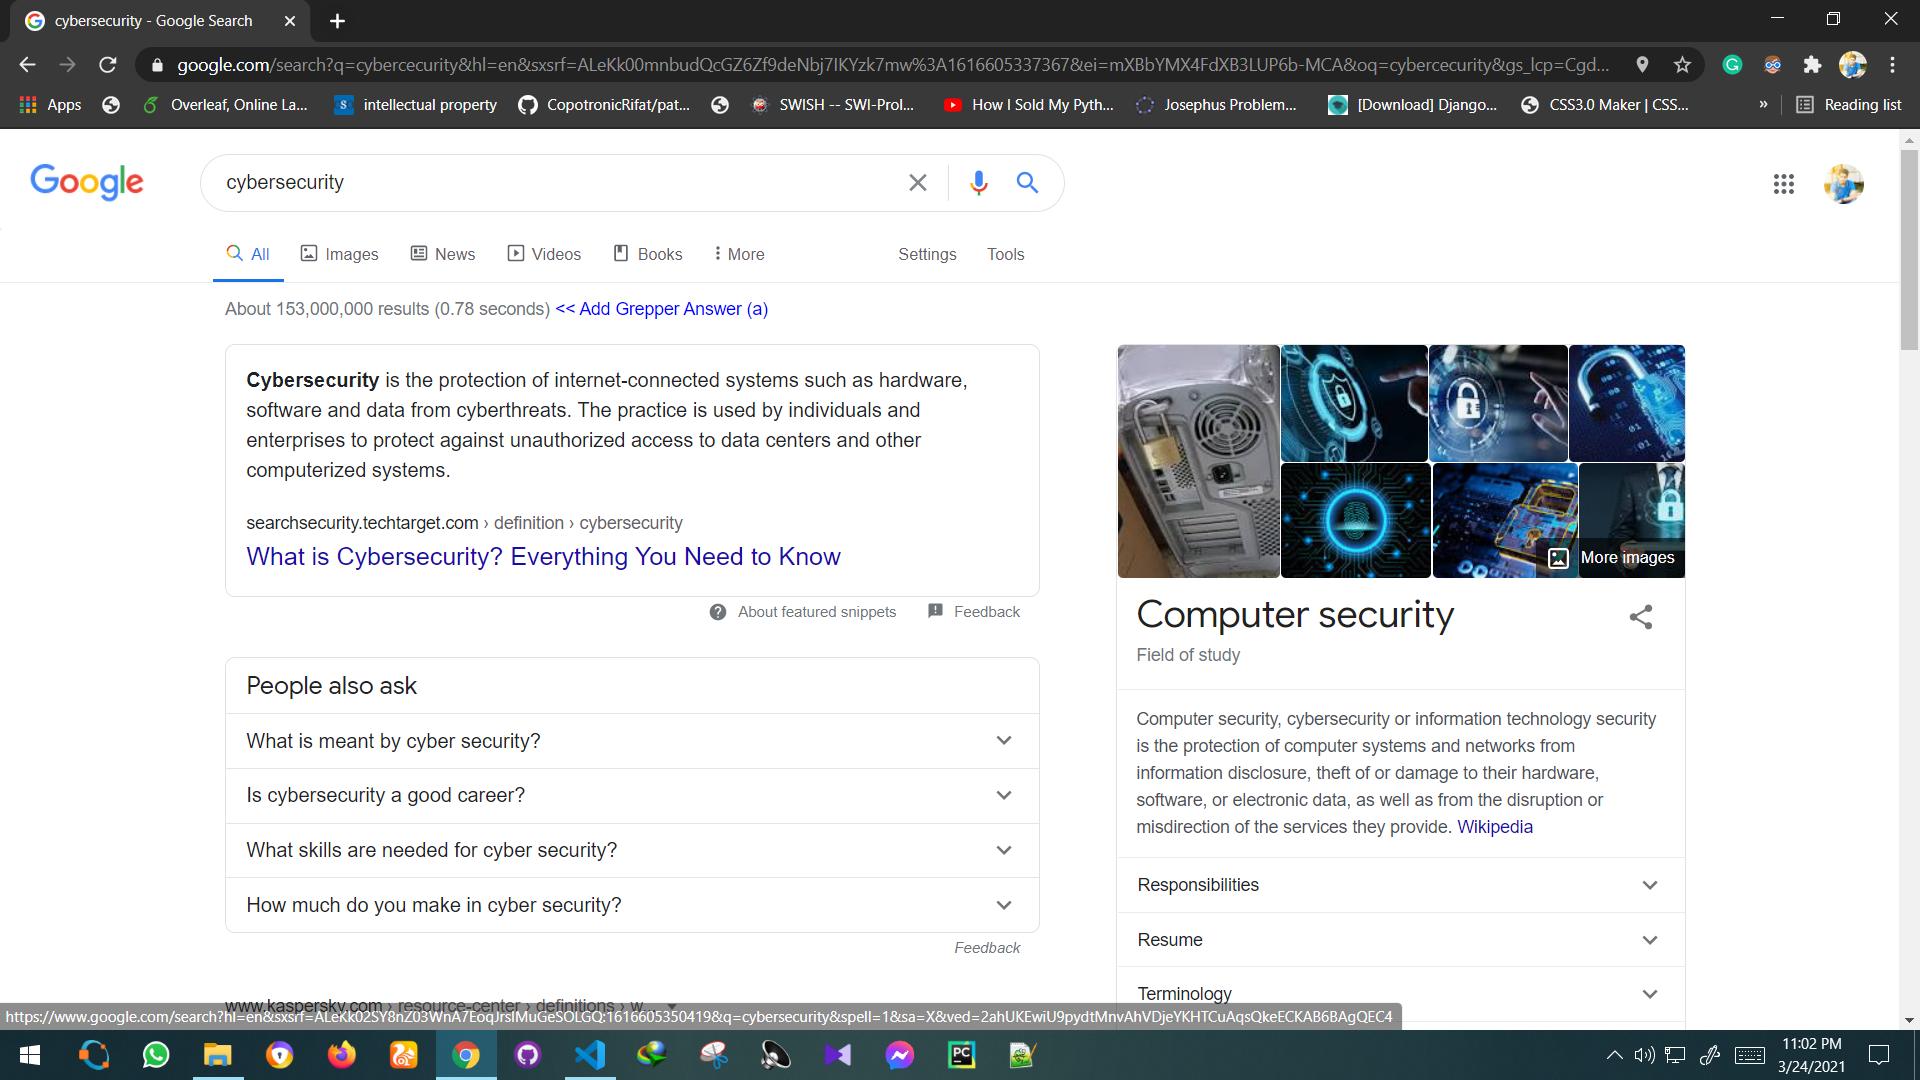 cybersecurity - Google Search
google.com/search?q=cybercecurity&hl=en&sxsrf=ALeKk00mnbudQcGZ6Zf9deNbj7IKYzk7mw%3A1616605337367&ei=mXBbYMX4FdXB3LUP6b-MCA&oq=cybercecurity&gs_lcp=Cgd...
Apps
Overleaf, Online La...
intellectual property
CopotronicRifat/pat...
SWISH -- SWI-Prol...
How I Sold My Pyth...
Josephus Problem...
[Download] Django...
CSS3.0 Maker | CSS...
»
Reading list
Google
cybersecurity
All
Images
News
Videos
Books
More
Settings
Tools
About 153,000,000 results (0.78 seconds) << Add Grepper Answer (a)
Cybersecurity is the protection of internet-connected systems such as hardware,
software and data from cyberthreats. The practice is used by individuals and
enterprises to protect against unauthorized access to data centers and other
computerized systems.
searchsecurity.techtarget.com › definition › cybersecurity
What is Cybersecurity? Everything You Need to Know
About featured snippets
Feedback
People also ask
What is meant by cyber security?
Is cybersecurity a good career?
What skills are needed for cyber security?
How much do you make in cyber security?
Feedback
www.kaspersky.com › resource-center › definitions › w...
More images
Computer security
Field of study
Computer security, cybersecurity or information technology security
is the protection of computer systems and networks from
information disclosure, theft of or damage to their hardware,
software, or electronic data, as well as from the disruption or
misdirection of the services they provide. Wikipedia
Responsibilities
Resume
Terminology
https://www.google.com/search?hl=en&sxsrf=ALeKk02SY8nZ03WnA7EoqJrslMuGeSOLGQ:1616605350419&q=cybersecurity&spell=1&sa=X&ved=2ahUKEwiU9pydtMnvAhVDjeYKHTCuAqsQkeECKAB6BAgQEC4
11:02 PM
3/24/2021